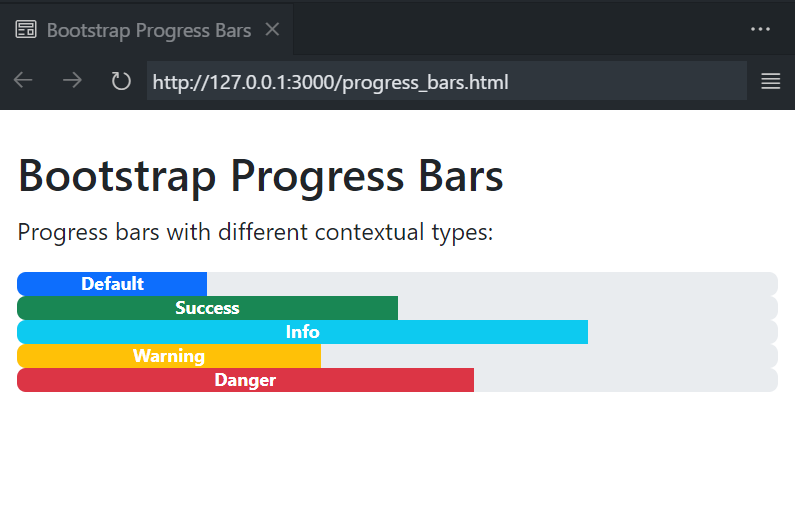 Bootstrap Progress Bars
http://127.0.0.1:3000/progress_bars.html
Bootstrap Progress Bars
Progress bars with different contextual types:
Default
Success
Info
Warning
Danger